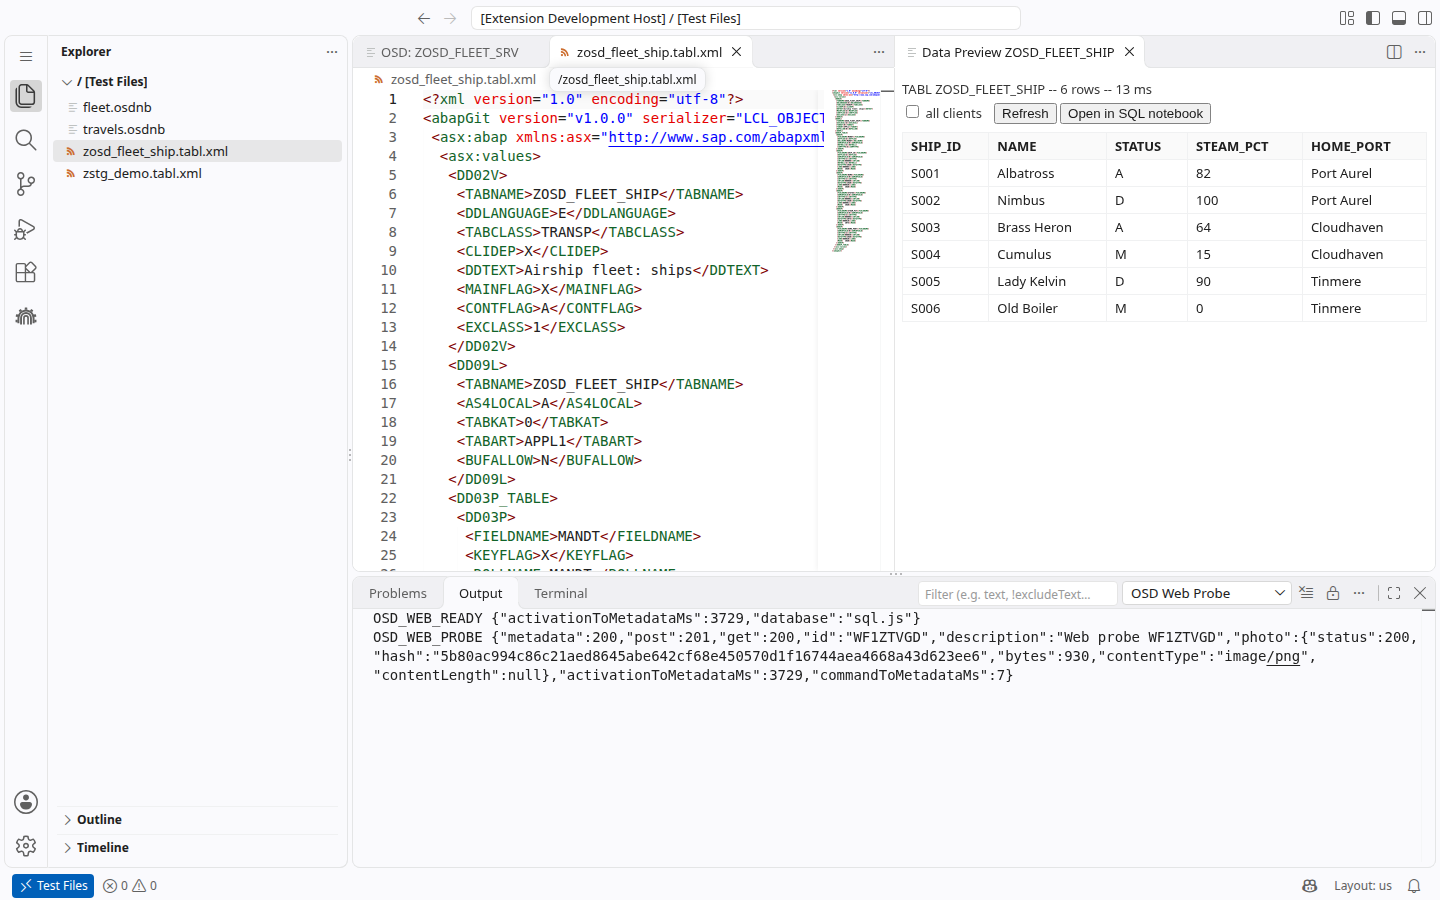 [Extension Development Host] / [Test Files]
Explorer
/ [Test Files]
fleet.osdnb
travels.osdnb
zosd_fleet_ship.tabl.xml
zstg_demo.tabl.xml
Outline
Timeline
OSD: ZOSD_FLEET_SRV
zosd_fleet_ship.tabl.xml
zosd_fleet_ship.tabl.xml
/zosd_fleet_ship.tabl.xml
1 <?xml version="1.0" encoding="utf-8"?>
2 <abapGit version="v1.0.0" serializer="LCL_OBJECT
3 <asx:abap xmlns:asx="http://www.sap.com/abapxml
4 <asx:values>
5 <DD02V>
6 <TABNAME>ZOSD_FLEET_SHIP</TABNAME>
7 <DDLANGUAGE>E</DDLANGUAGE>
8 <TABCLASS>TRANSP</TABCLASS>
9 <CLIDEP>X</CLIDEP>
10 <DDTEXT>Airship fleet: ships</DDTEXT>
11 <MAINFLAG>X</MAINFLAG>
12 <CONTFLAG>A</CONTFLAG>
13 <EXCLASS>1</EXCLASS>
14 </DD02V>
15 <DD09L>
16 <TABNAME>ZOSD_FLEET_SHIP</TABNAME>
17 <AS4LOCAL>A</AS4LOCAL>
18 <TABKAT>0</TABKAT>
19 <TABART>APPL1</TABART>
20 <BUFALLOW>N</BUFALLOW>
21 </DD09L>
22 <DD03P_TABLE>
23 <DD03P>
24 <FIELDNAME>MANDT</FIELDNAME>
25 <KEYFLAG>X</KEYFLAG>
Data Preview ZOSD_FLEET_SHIP
TABL ZOSD_FLEET_SHIP -- 6 rows -- 13 ms
all clients Refresh Open in SQL notebook
SHIP_ID NAME STATUS STEAM_PCT HOME_PORT
S001 Albatross A 82 Port Aurel
S002 Nimbus D 100 Port Aurel
S003 Brass Heron A 64 Cloudhaven
S004 Cumulus M 15 Cloudhaven
S005 Lady Kelvin D 90 Tinmere
S006 Old Boiler M 0 Tinmere
Problems Output Terminal
Filter (e.g. text, !excludeText...
OSD Web Probe
OSD_WEB_READY {"activationToMetadataMs":3729,"database":"sql.js"}
OSD_WEB_PROBE {"metadata":200,"post":201,"get":200,"id":"WF1ZTVGD","description":"Web probe WF1ZTVGD","photo":{"status":200,
"hash":"5b80ac994c86c21aed8645abe642cf68e450570d1f16744aea4668a43d623ee6","bytes":930,"contentType":"image/png",
"contentLength":null},"activationToMetadataMs":3729,"commandToMetadataMs":7}
Test Files 0 0
Layout: us